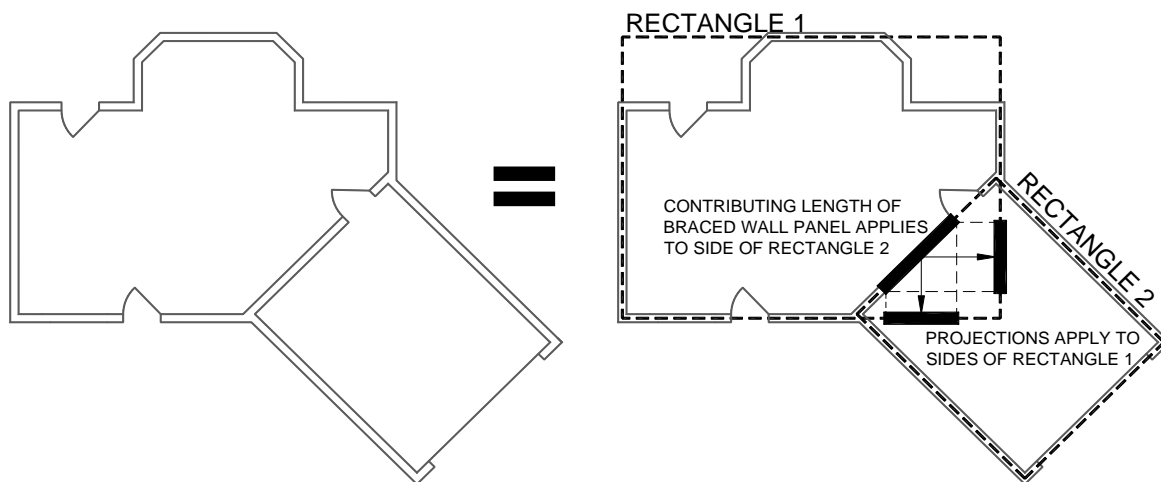 RECTANGLE 1
CONTRIBUTING LENGTH OF
BRACED WALL PANEL APPLIES
TO SIDE OF RECTANGLE 2
RECTANGLE 2
PROJECTIONS APPLY TO
SIDES OF RECTANGLE 1